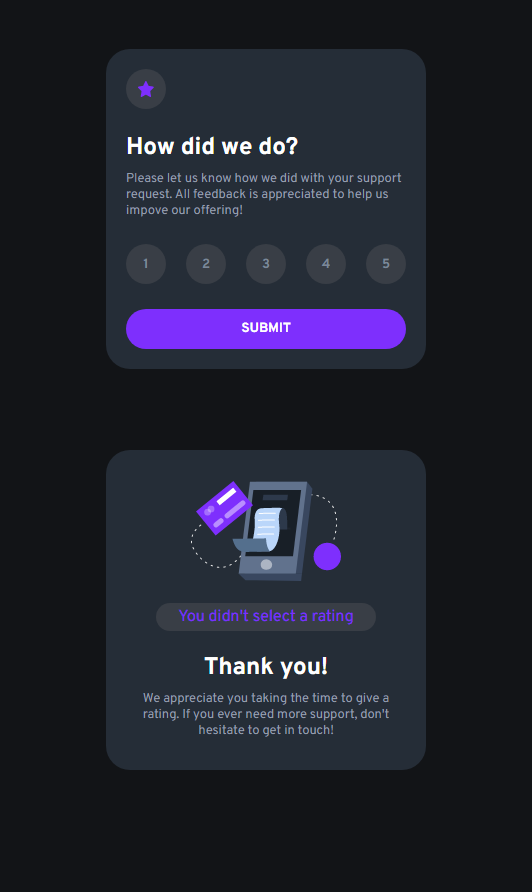 How did we do?
Please let us know how we did with your support
request. All feedback is appreciated to help us
impove our offering!
1 2 3 4 5
SUBMIT
You didn't select a rating
Thank you!
We appreciate you taking the time to give a
rating. If you ever need more support, don't
hesitate to get in touch!